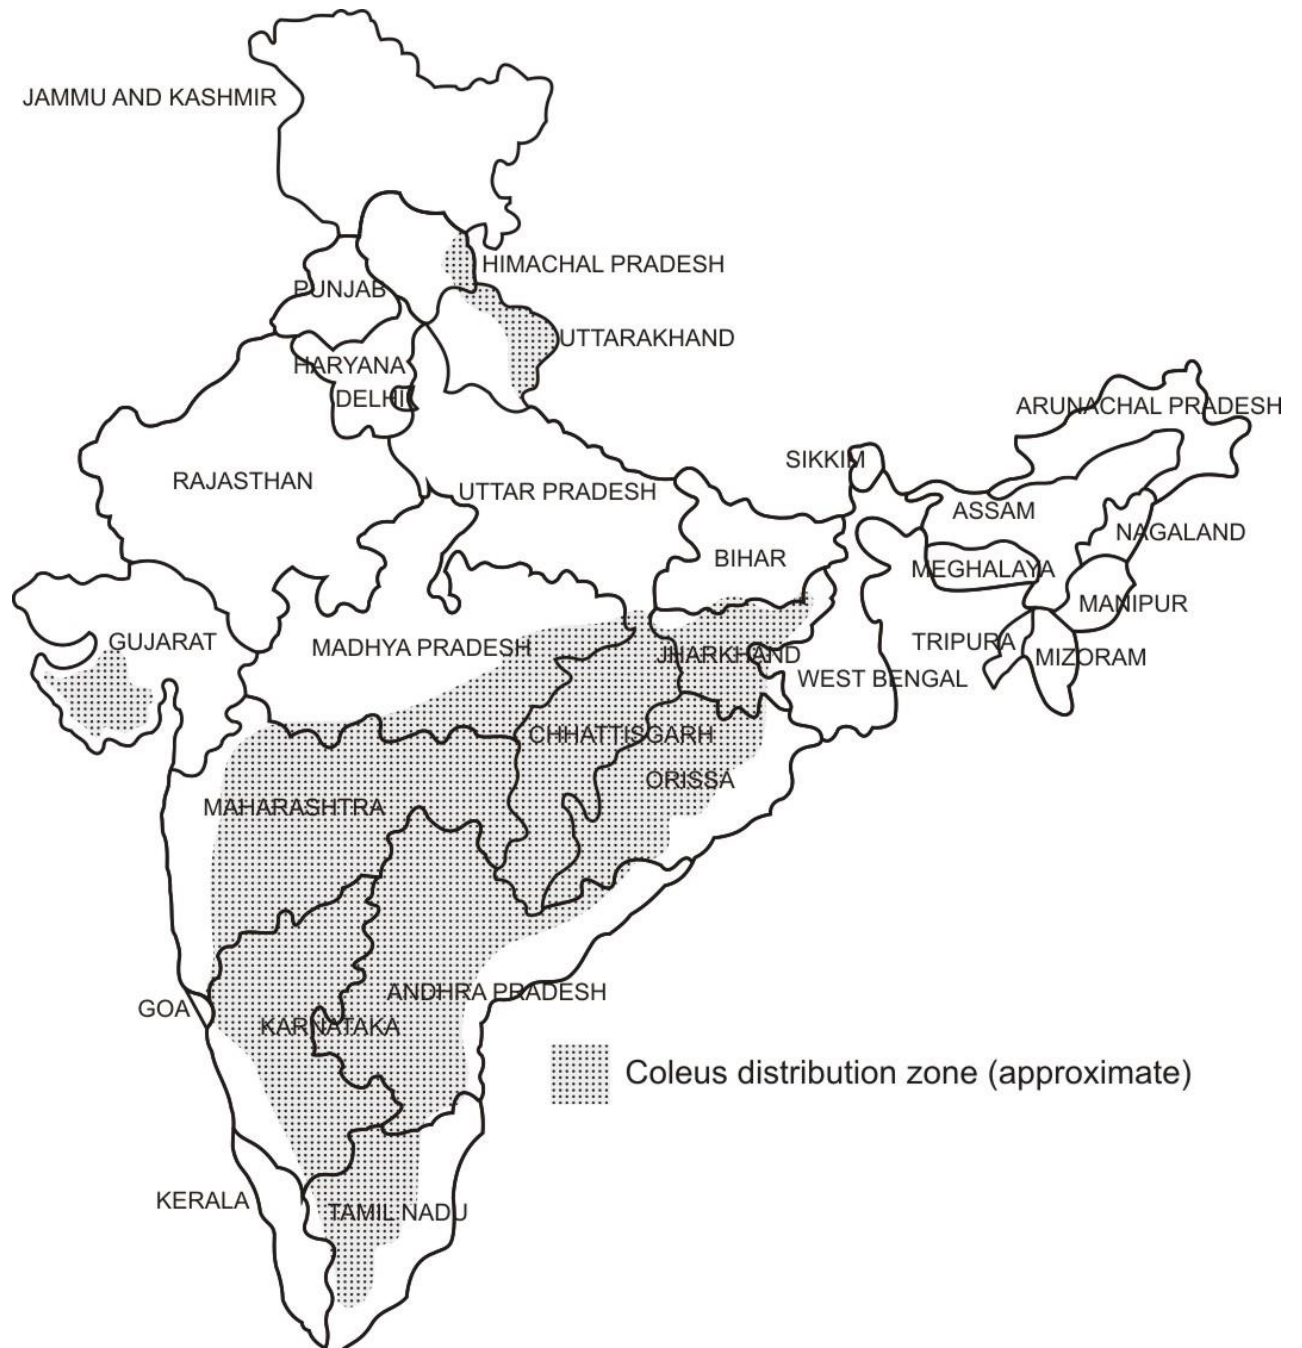 JAMMU AND KASHMIR
HIMACHAL PRADESH
PUNJAB
UTTARAKHAND
HARYANA
DELHI
ARUNACHAL PRADESH
SIKKIM
RAJASTHAN
UTTAR PRADESH
ASSAM
NAGALAND
BIHAR
MEGHALAYA
MANIPUR
GUJARAT
MADHYA PRADESH
TRIPURA
JHARKHAND
MIZORAM
WEST BENGAL
CHHATTISGARH
ORISSA
MAHARASHTRA
ANDHRA PRADESH
GOA
KARNATAKA
Coleus distribution zone (approximate)
KERALA
TAMIL NADU